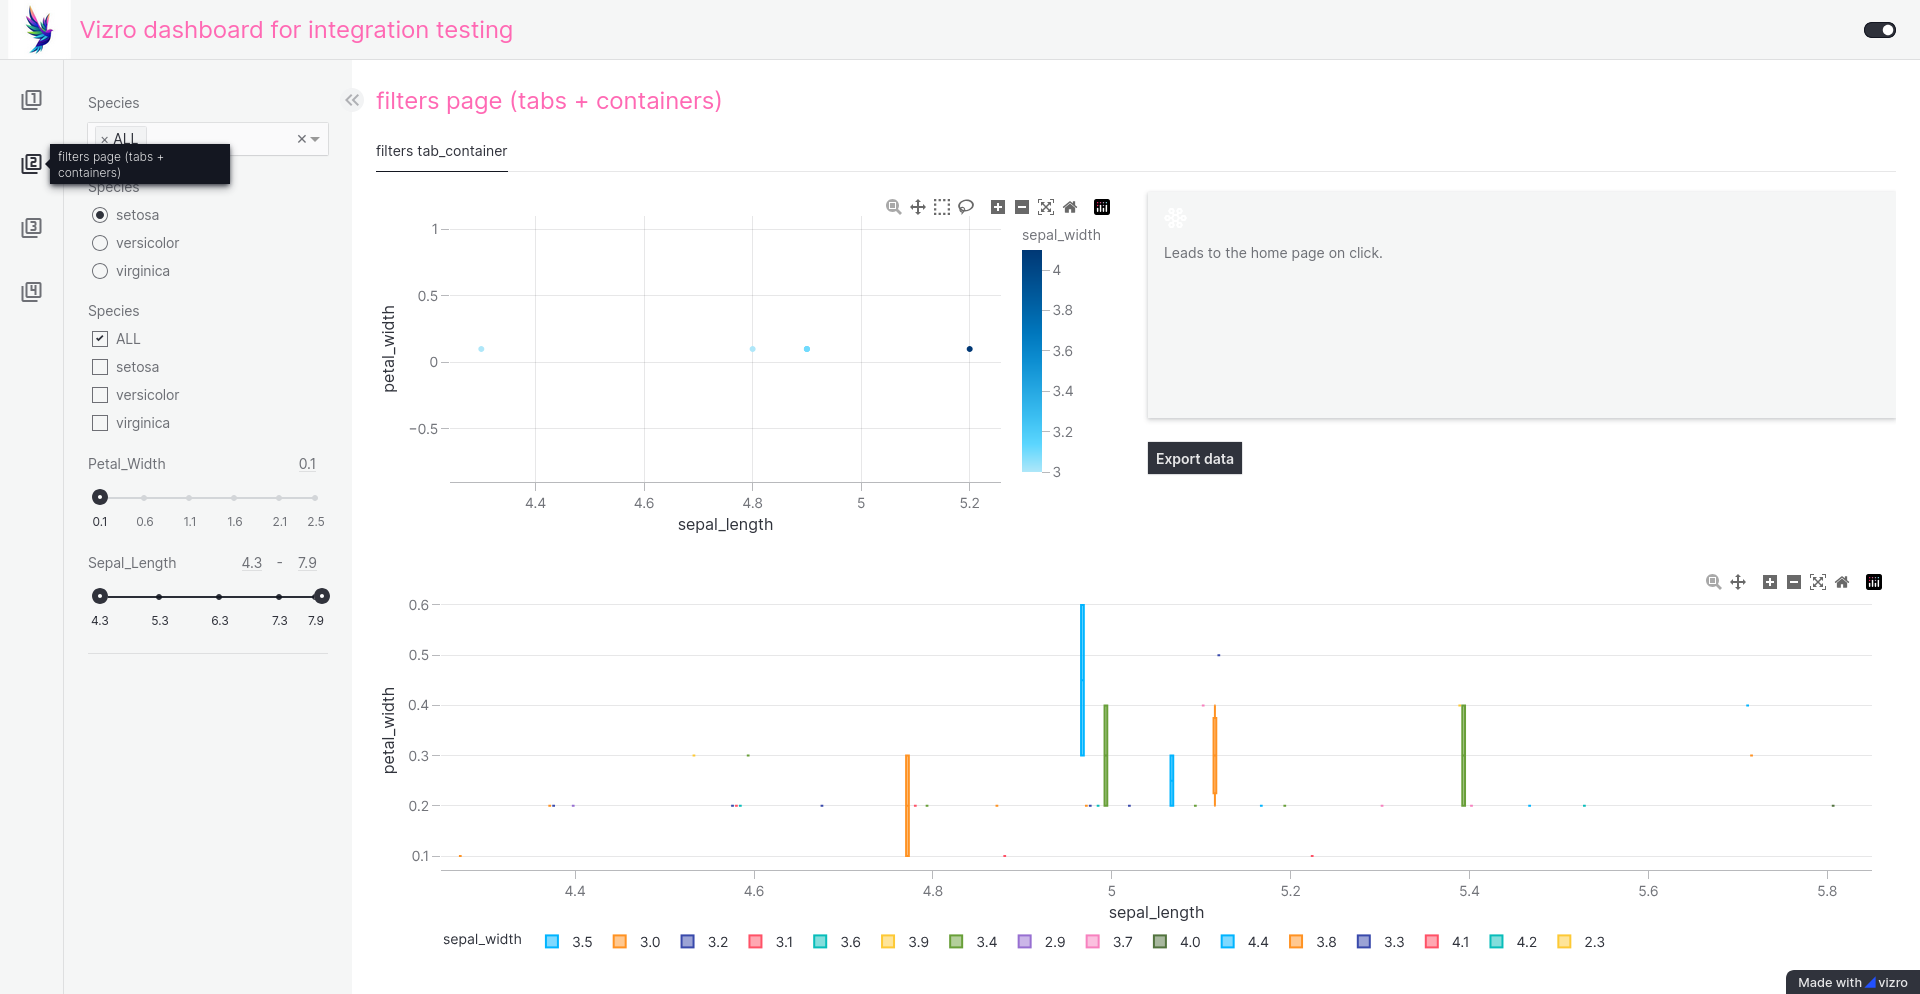 Vizro dashboard for integration testing
1
2
3
4
filters page (tabs +
containers)
Species
× ALL
Species
setosa
versicolor
virginica
Species
ALL
setosa
versicolor
virginica
Petal_Width 0.1
0.1 0.6 1.1 1.6 2.1 2.5
Sepal_Length 4.3 - 7.9
4.3 5.3 6.3 7.3 7.9
filters page (tabs + containers)
filters tab_container
petal_width
1
0.5
0
−0.5
4.4 4.6 4.8 5 5.2
sepal_length
sepal_width
4
3.8
3.6
3.4
3.2
3
Leads to the home page on click.
Export data
petal_width
0.6
0.5
0.4
0.3
0.2
0.1
4.4 4.6 4.8 5 5.2 5.4 5.6 5.8
sepal_length
sepal_width 3.5 3.0 3.2 3.1 3.6 3.9 3.4 2.9 3.7 4.0 4.4 3.8 3.3 4.1 4.2 2.3
Made with vizro